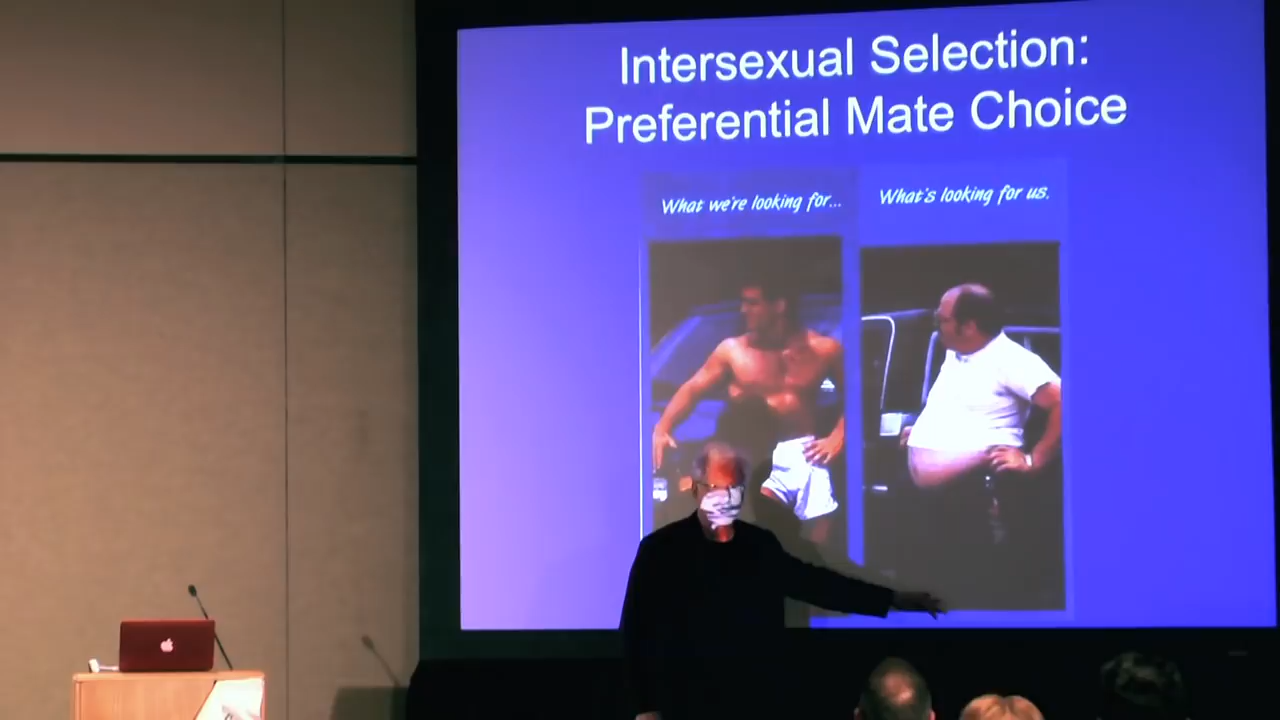 Intersexual Selection:
Preferential Mate Choice
What we're looking for...
What's looking for us.